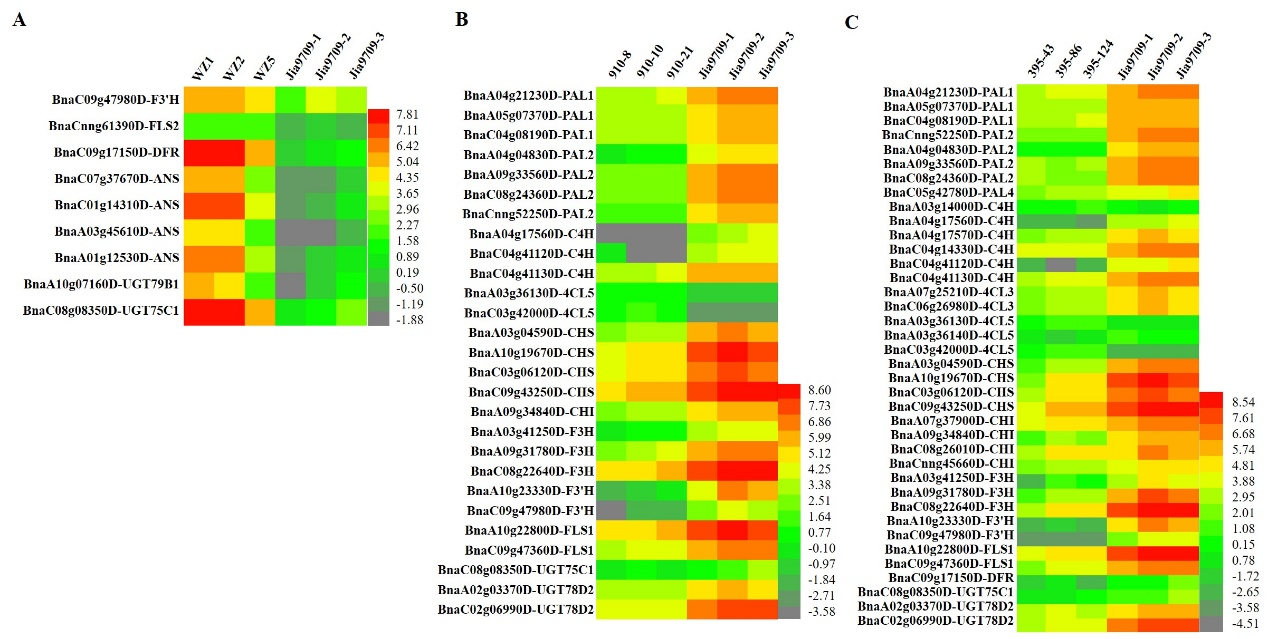 A
WZ1 WZ2 WZ5 Jia9709-1 Jia9709-2 Jia9709-3
BnaC09g47980D-F3'H
BnaCnng61390D-FLS2
BnaC09g17150D-DFR
BnaC07g37670D-ANS
BnaC01g14310D-ANS
BnaA03g45610D-ANS
BnaA01g12530D-ANS
BnaA10g07160D-UGT79B1
BnaC08g08350D-UGT75C1
7.81
7.11
6.42
5.04
4.35
3.65
2.96
2.27
1.58
0.89
0.19
-0.50
-1.19
-1.88
B
910-8 910-10 910-21 Jia9709-1 Jia9709-2 Jia9709-3
BnaA04g21230D-PAL1
BnaA05g07370D-PAL1
BnaC04g08190D-PAL1
BnaA04g04830D-PAL2
BnaA09g33560D-PAL2
BnaC08g24360D-PAL2
BnaCnng52250D-PAL2
BnaA04g17560D-C4H
BnaC04g41120D-C4H
BnaC04g41130D-C4H
BnaA03g36130D-4CL5
BnaC03g42000D-4CL5
BnaA03g04590D-CHS
BnaA10g19670D-CHS
BnaC03g06120D-CHS
BnaC09g43250D-CHS
BnaA09g34840D-CHI
BnaA03g41250D-F3H
BnaA09g31780D-F3H
BnaC08g22640D-F3H
BnaA10g23330D-F3'H
BnaC09g47980D-F3'H
BnaA10g22800D-FLS1
BnaC09g47360D-FLS1
BnaC08g08350D-UGT75C1
BnaA02g03370D-UGT78D2
BnaC02g06990D-UGT78D2
8.60
7.73
6.86
5.99
5.12
4.25
3.38
2.51
1.64
0.77
-0.10
-0.97
-1.84
-2.71
-3.58
C
395-43 395-86 395-124 Jia9709-1 Jia9709-2 Jia9709-3
BnaA04g21230D-PAL1
BnaA05g07370D-PAL1
BnaC04g08190D-PAL1
BnaCnng52250D-PAL2
BnaA04g04830D-PAL2
BnaA09g33560D-PAL2
BnaC08g24360D-PAL2
BnaC05g42780D-PAL4
BnaA03g14000D-C4H
BnaA04g17560D-C4H
BnaA04g17570D-C4H
BnaC04g14330D-C4H
BnaC04g41120D-C4H
BnaC04g41130D-C4H
BnaA07g25210D-4CL3
BnaC06g26980D-4CL3
BnaA03g36130D-4CL5
BnaA03g36140D-4CL5
BnaC03g42000D-4CL5
BnaA03g04590D-CHS
BnaA10g19670D-CHS
BnaC03g06120D-CHS
BnaC09g43250D-CHS
BnaA07g37900D-CHI
BnaA09g34840D-CHI
BnaC08g26010D-CHI
BnaCnng45660D-CHI
BnaA03g41250D-F3H
BnaA09g31780D-F3H
BnaC08g22640D-F3H
BnaA10g23330D-F3'H
BnaC09g47980D-F3'H
BnaA10g22800D-FLS1
BnaC09g47360D-FLS1
BnaC09g17150D-DFR
BnaC08g08350D-UGT75C1
BnaA02g03370D-UGT78D2
BnaC02g06990D-UGT78D2
8.54
7.61
6.68
5.74
4.81
3.88
2.95
2.01
1.08
0.15
0.78
-1.72
-2.65
-3.58
-4.51